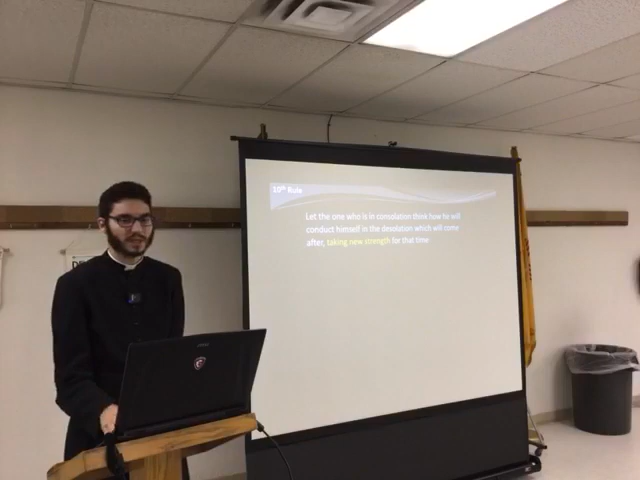 10th Rule
Let the one who is in consolation think how he will
conduct himself in the desolation which will come
after, taking new strength for that time